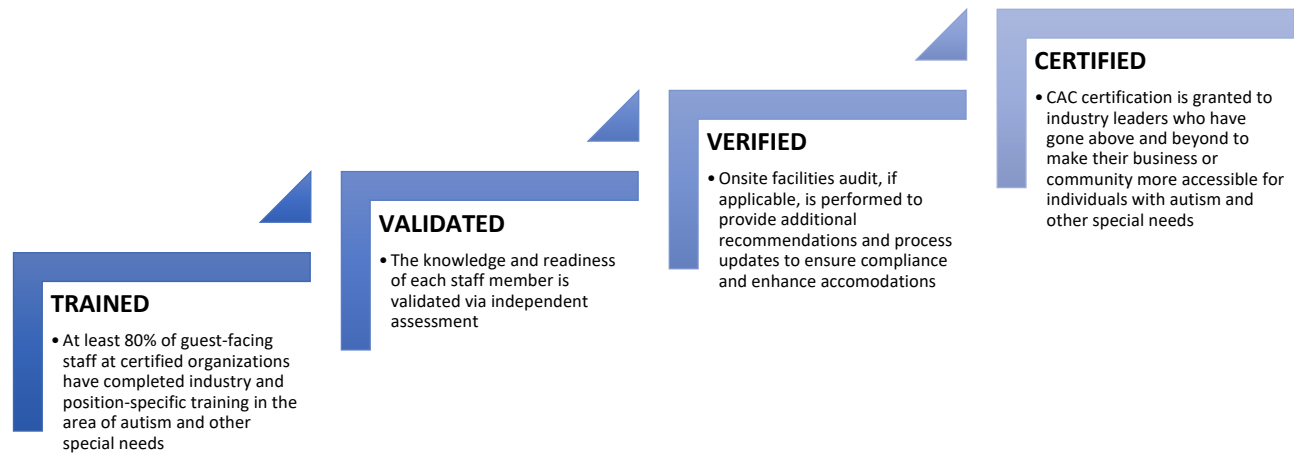 TRAINED
• At least 80% of guest-facing
staff at certified organizations
have completed industry and
position-specific training in the
area of autism and other
special needs
VALIDATED
• The knowledge and readiness
of each staff member is
validated via independent
assessment
VERIFIED
• Onsite facilities audit, if
applicable, is performed to
provide additional
recommendations and process
updates to ensure compliance
and enhance accomodations
CERTIFIED
• CAC certification is granted to
industry leaders who have
gone above and beyond to
make their business or
community more accessible for
individuals with autism and
other special needs